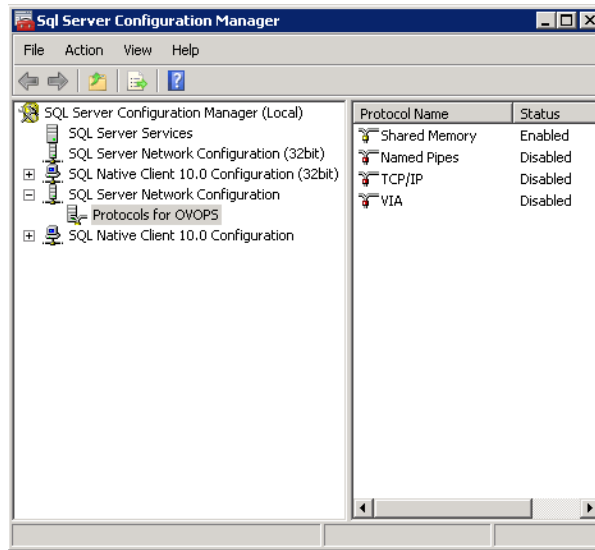 Sql Server Configuration Manager
File Action View Help
SQL Server Configuration Manager (Local)
SQL Server Services
SQL Server Network Configuration (32bit)
SQL Native Client 10.0 Configuration (32bit)
SQL Server Network Configuration
Protocols for OVOPS
SQL Native Client 10.0 Configuration
Protocol Name Status
Shared Memory Enabled
Named Pipes Disabled
TCP/IP Disabled
VIA Disabled